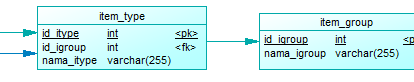 item_type
id_itype int <pk>
id_igroup int <fk>
nama_itype varchar(255)
item_group
id_igroup int
nama_igroup varchar(255)